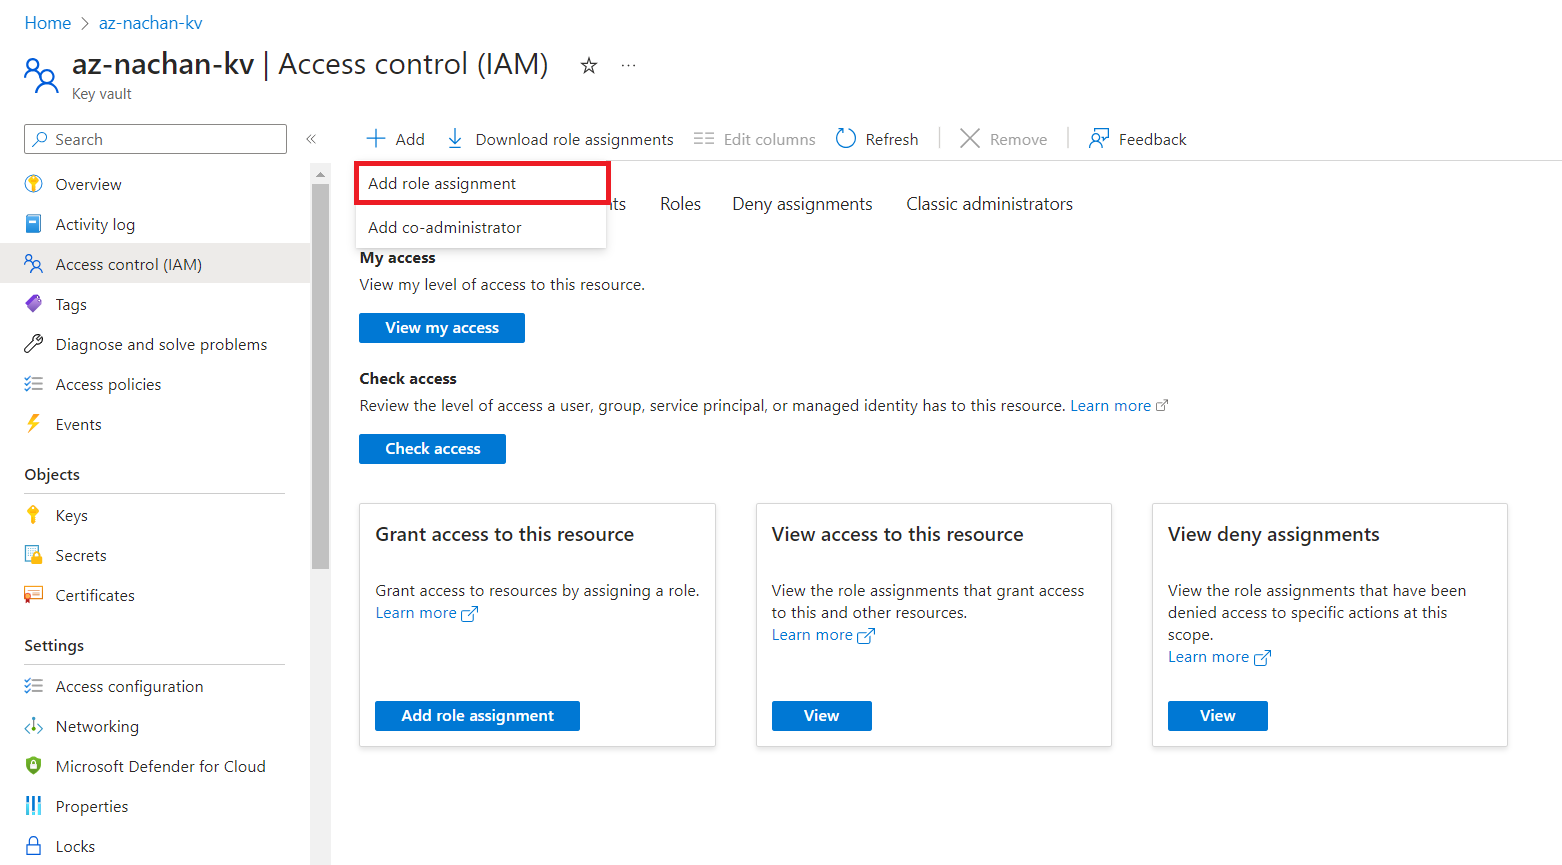 Home > az-nachan-kv
az-nachan-kv | Access control (IAM)
Key vault
Search
Overview
Activity log
Access control (IAM)
Tags
Diagnose and solve problems
Access policies
Events
Objects
Keys
Secrets
Certificates
Settings
Access configuration
Networking
Microsoft Defender for Cloud
Properties
Locks
Add Download role assignments Edit columns Refresh Remove Feedback
Add role assignment
Add co-administrator
Roles Deny assignments Classic administrators
My access
View my level of access to this resource.
View my access
Check access
Review the level of access a user, group, service principal, or managed identity has to this resource. Learn more
Check access
Grant access to this resource
Grant access to resources by assigning a role.
Learn more
Add role assignment
View access to this resource
View the role assignments that grant access
to this and other resources.
Learn more
View
View deny assignments
View the role assignments that have been
denied access to specific actions at this
scope.
Learn more
View